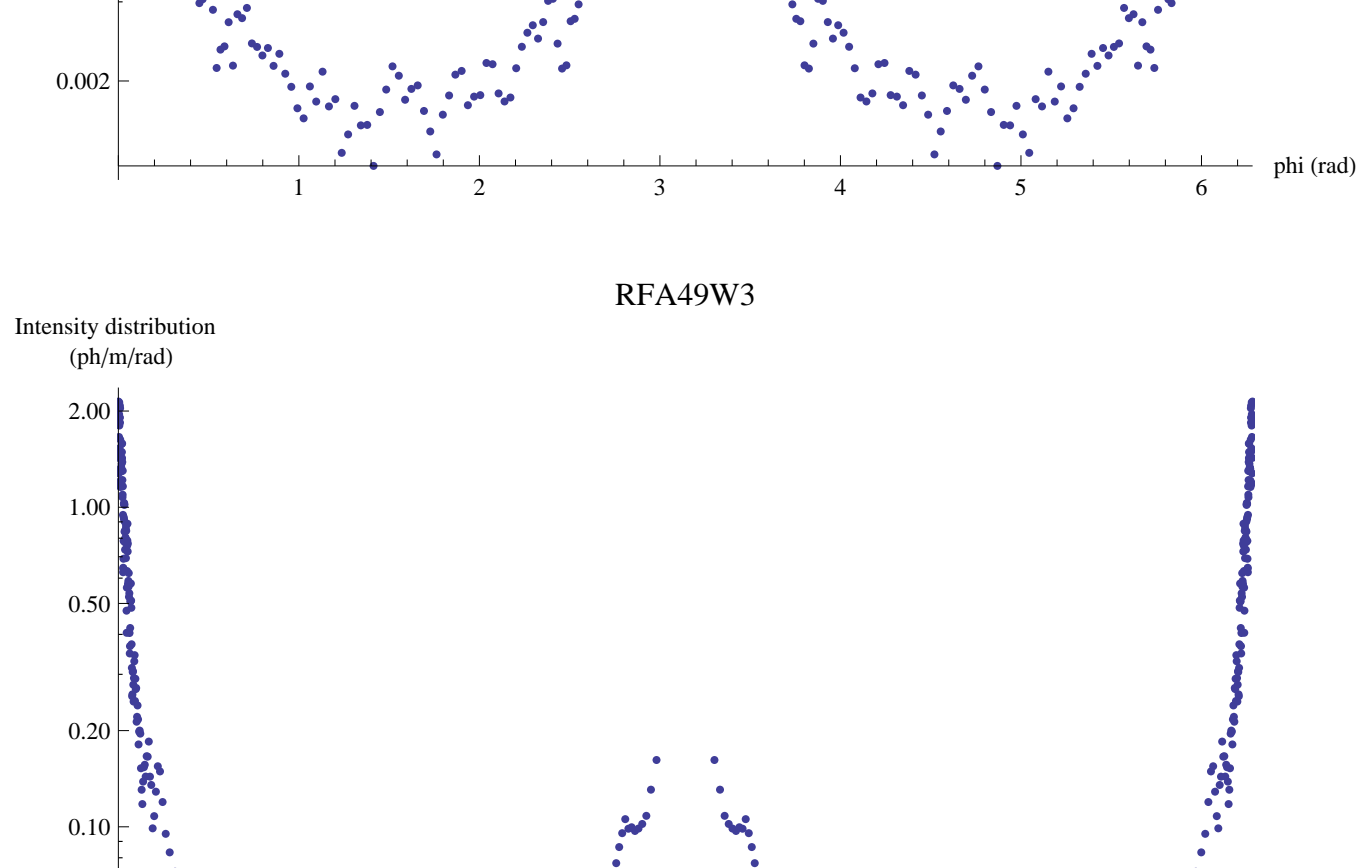 0.002
phi (rad)
1 2 3 4 5 6
RFA49W3
Intensity distribution
(ph/m/rad)
2.00
1.00
0.50
0.20
0.10